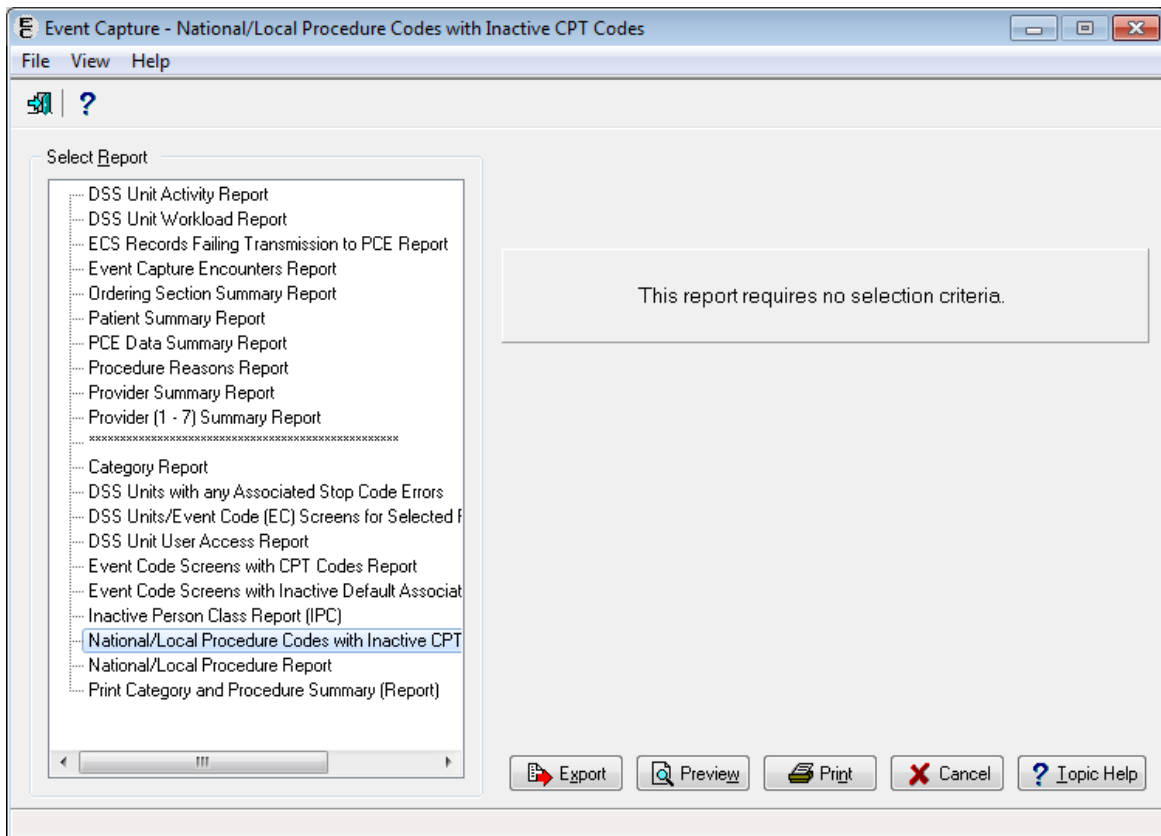 Event Capture - National/Local Procedure Codes with Inactive CPT Codes
File View Help
?
Select Report
DSS Unit Activity Report
DSS Unit Workload Report
ECS Records Failing Transmission to PCE Report
Event Capture Encounters Report
Ordering Section Summary Report
Patient Summary Report
PCE Data Summary Report
Procedure Reasons Report
Provider Summary Report
Provider (1 - 7) Summary Report
**************************************************
Category Report
DSS Units with any Associated Stop Code Errors
DSS Units/Event Code (EC) Screens for Selected
DSS Unit User Access Report
Event Code Screens with CPT Codes Report
Event Code Screens with Inactive Default Associat
Inactive Person Class Report (IPC)
National/Local Procedure Codes with Inactive CPT
National/Local Procedure Report
Print Category and Procedure Summary (Report)
This report requires no selection criteria.
Export Preview Print Cancel ? Topic Help